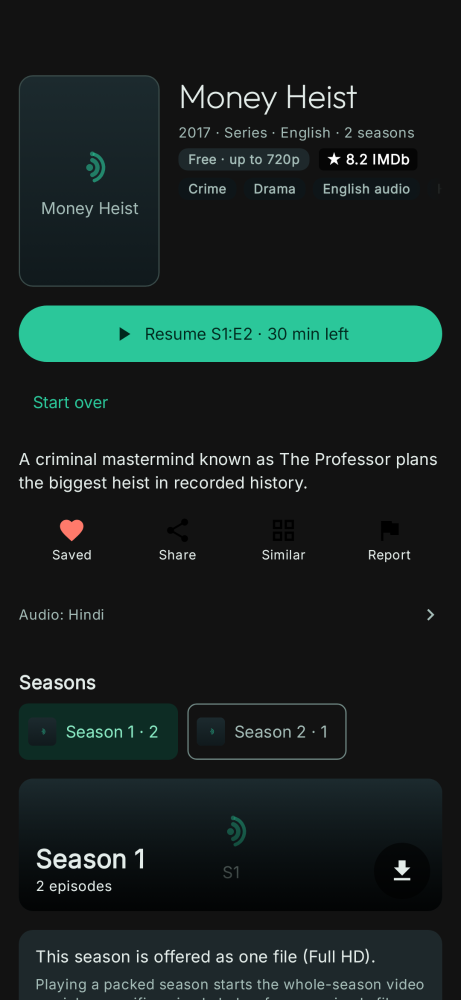 Money Heist
Money Heist
2017 · Series · English · 2 seasons
Free · up to 720p
★ 8.2 IMDb
Crime
Drama
English audio
Resume S1:E2 · 30 min left
Start over
A criminal mastermind known as The Professor plans
the biggest heist in recorded history.
Saved
Share
Similar
Report
Audio: Hindi
Seasons
Season 1 · 2
Season 2 · 1
S1
Season 1
2 episodes
This season is offered as one file (Full HD).
Playing a packed season starts the whole-season video